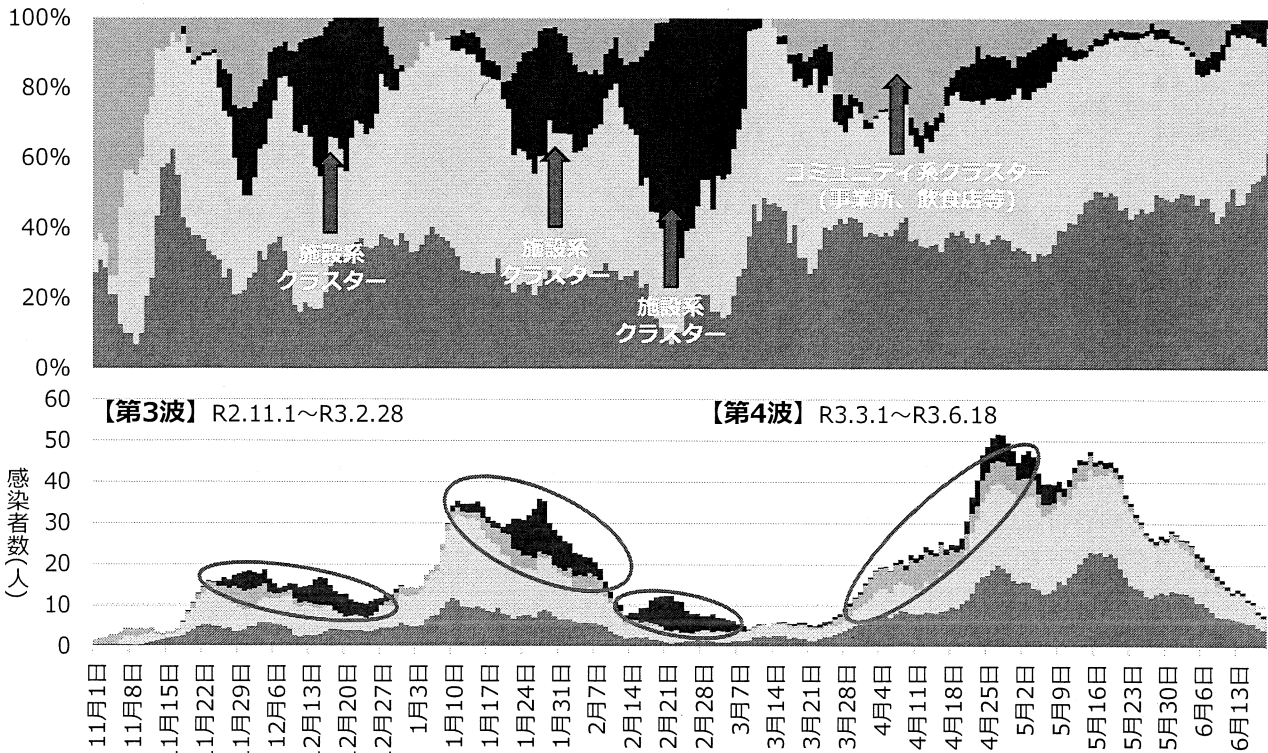 100%
80%
60%
40%
20%
0%
施設系
クラスター
施設系
クラスター
施設系
クラスター
コミュニティ系クラスター
(事業所、飲食店等)
【第3波】R2.11.1～R3.2.28
【第4波】R3.3.1～R3.6.18
感染者数(人)
60
50
40
30
20
10
0
11月1日
11月8日
1月15日
1月22日
1月29日
12月6日
2月13日
2月20日
2月27日
1月3日
1月10日
1月17日
1月24日
1月31日
2月7日
2月14日
2月21日
2月28日
3月7日
3月14日
3月21日
3月28日
4月4日
4月11日
4月18日
4月25日
5月2日
5月9日
5月16日
5月23日
5月30日
6月6日
6月13日